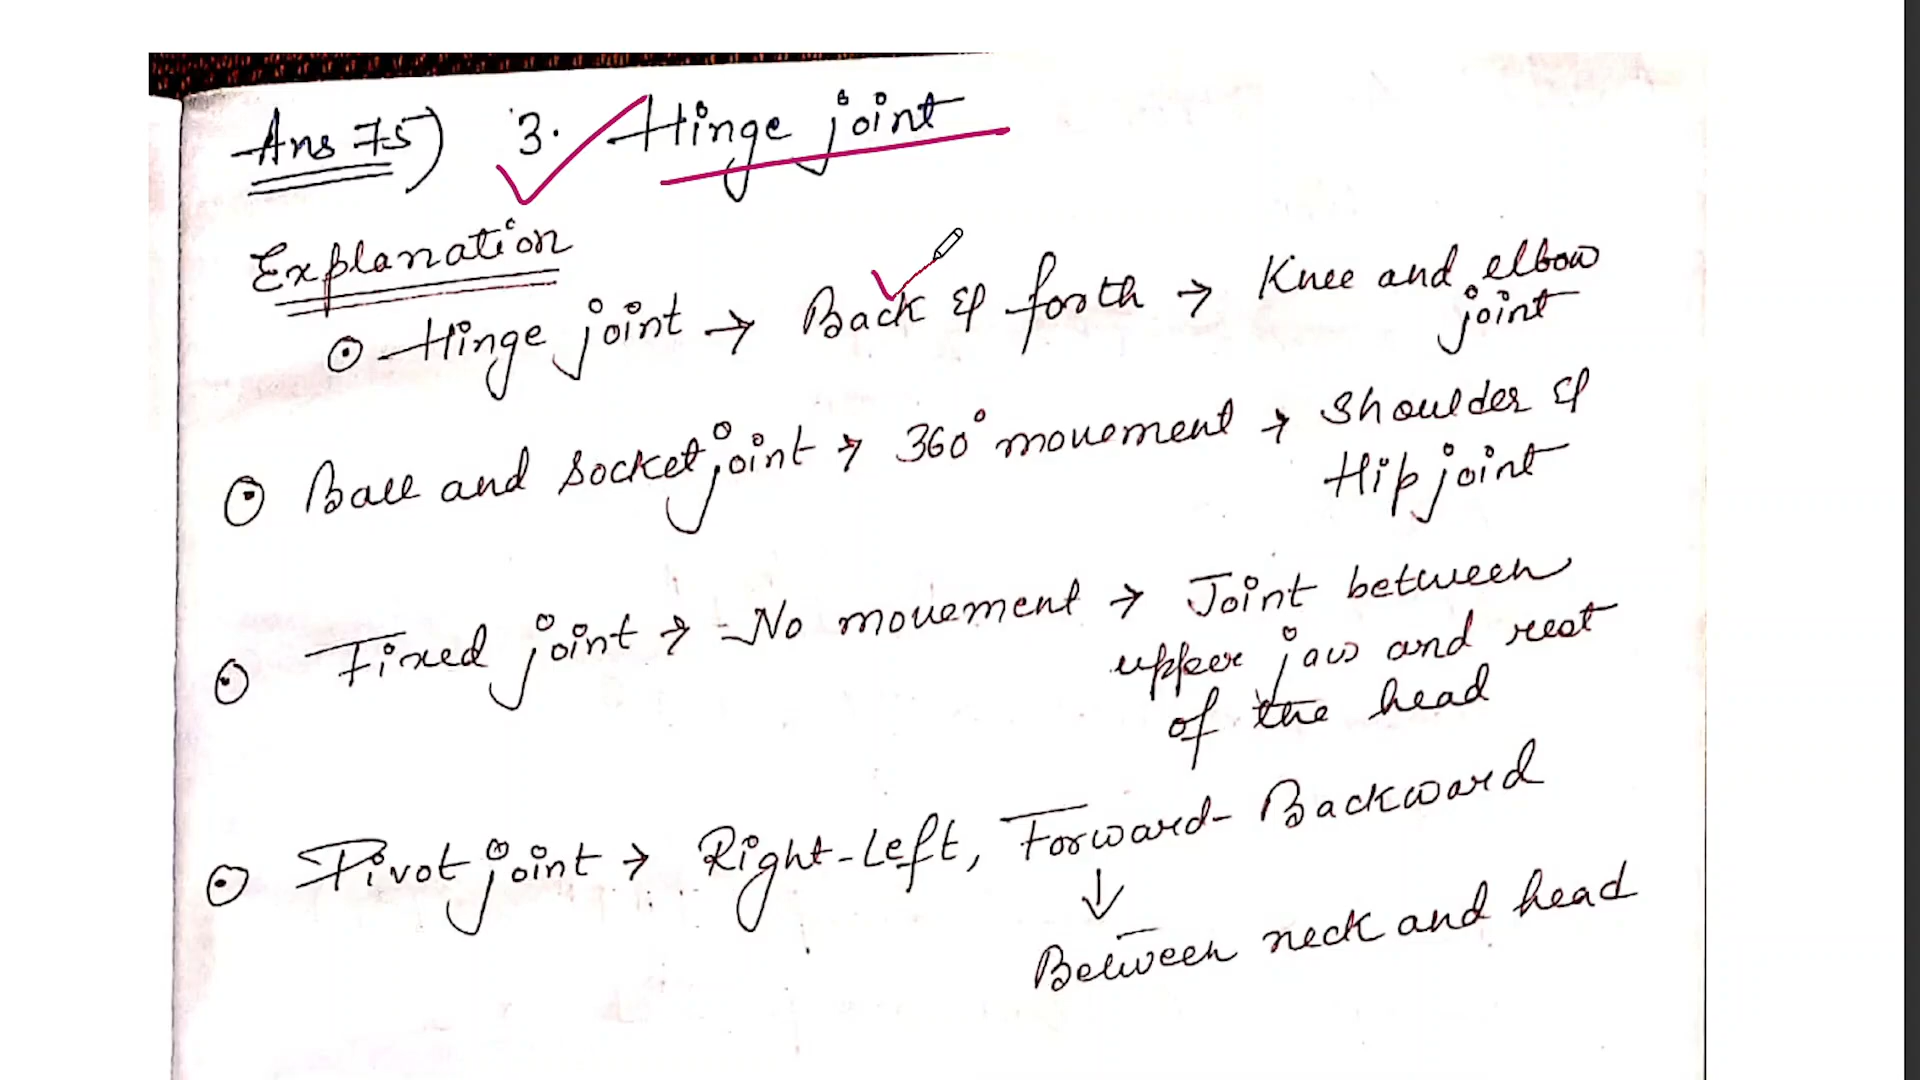 Ans 75) 3. Hinge joint
Explanation
Hinge joint → Back & forth → Knee and elbow
joint
Ball and socket joint → 360° movement → Shoulder &
Hip joint
Fixed joint → No movement → Joint between
upper jaw and rest
of the head
Pivot joint → Right-Left, Forward-Backward
↓
Between neck and head